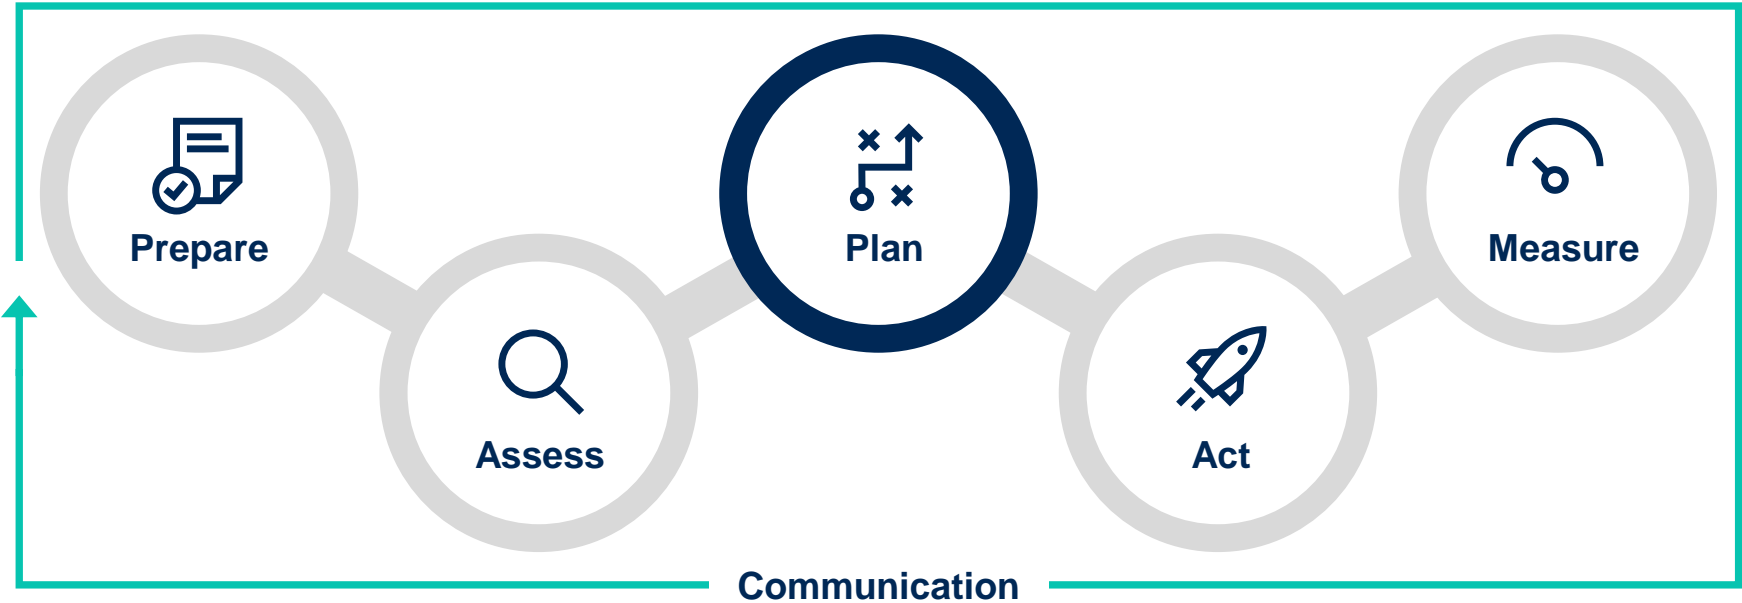 Prepare
Assess
Plan
Act
Measure
Communication